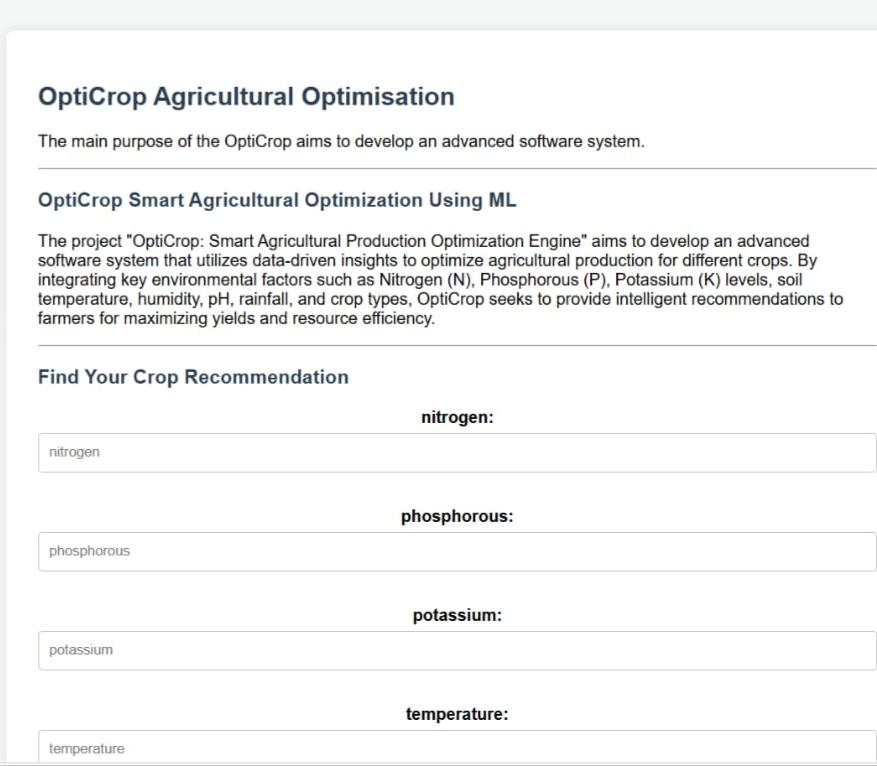 OptiCrop Agricultural Optimisation
The main purpose of the OptiCrop aims to develop an advanced software system.
OptiCrop Smart Agricultural Optimization Using ML
The project "OptiCrop: Smart Agricultural Production Optimization Engine" aims to develop an advanced
software system that utilizes data-driven insights to optimize agricultural production for different crops. By
integrating key environmental factors such as Nitrogen (N), Phosphorous (P), Potassium (K) levels, soil
temperature, humidity, pH, rainfall, and crop types, OptiCrop seeks to provide intelligent recommendations to
farmers for maximizing yields and resource efficiency.
Find Your Crop Recommendation
nitrogen:
nitrogen
phosphorous:
phosphorous
potassium:
potassium
temperature:
temperature